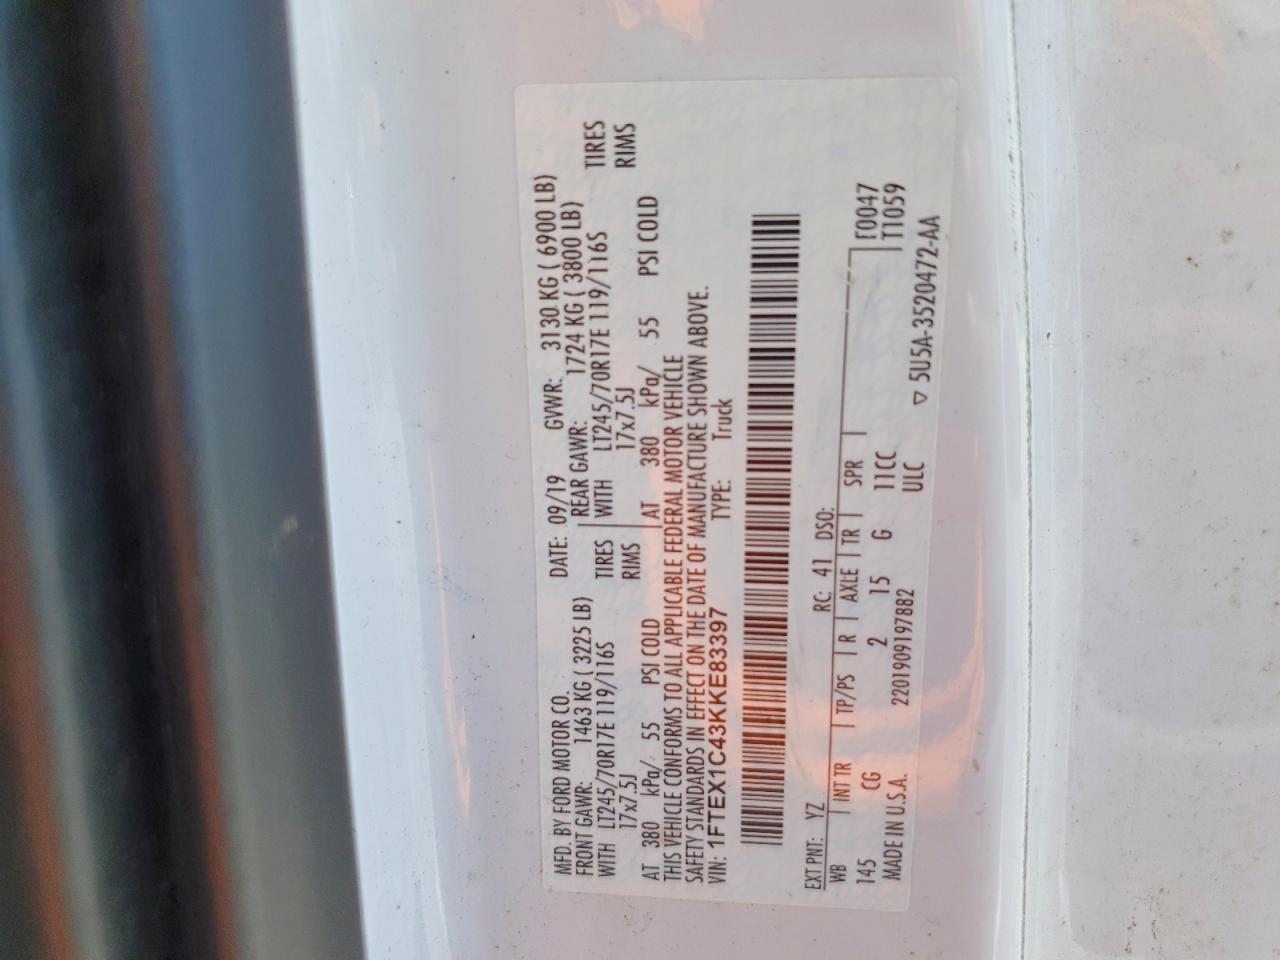 MFD. BY FORD MOTOR CO. DATE: 09/19 GVWR: 3130 KG ( 6900 LB)
FRONT GAWR: 1463 KG ( 3225 LB) REAR GAWR: 1724 KG ( 3800 LB)
WITH LT245/70R17E 119/116S TIRES WITH LT245/70R17E 119/116S TIRES
17x7.5J RIMS 17x7.5J RIMS
AT 380 kPa/ 55 PSI COLD AT 380 kPa/ 55 PSI COLD
THIS VEHICLE CONFORMS TO ALL APPLICABLE FEDERAL MOTOR VEHICLE
SAFETY STANDARDS IN EFFECT ON THE DATE OF MANUFACTURE SHOWN ABOVE.
VIN: 1FTEX1C43KKE83397 TYPE: Truck
EXT PNT: YZ RC: 41 DSO:
WB INT TR TP/PS R AXLE TR SPR F0047
145 CG 2 15 G 11CC T1059
MADE IN U.S.A. 2201909197882 ULC
▽ 5U5A-3520472-AA